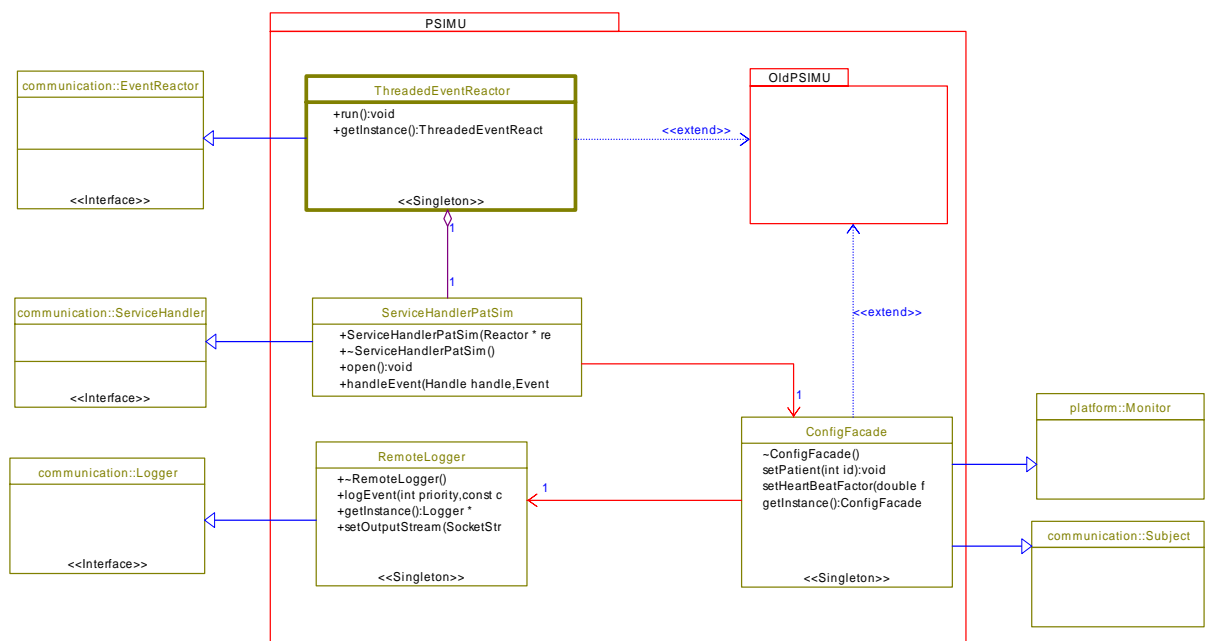 PSIMU
communication::EventReactor
<<Interface>>
ThreadedEventReactor
+run():void
+getInstance():ThreadedEventReact
<<Singleton>>
<<extend>>
OldPSIMU
1
1
communication::ServiceHandler
<<Interface>>
ServiceHandlerPatSim
+ServiceHandlerPatSim(Reactor * re
+~ServiceHandlerPatSim()
+open():void
+handleEvent(Handle handle,Event
<<extend>>
1
communication::Logger
<<Interface>>
RemoteLogger
+~RemoteLogger()
+logEvent(int priority,const c
+getInstance():Logger *
+setOutputStream(SocketStr
<<Singleton>>
1
ConfigFacade
~ConfigFacade()
setPatient(int id):void
setHeartBeatFactor(double f
getInstance():ConfigFacade
<<Singleton>>
platform::Monitor
communication::Subject